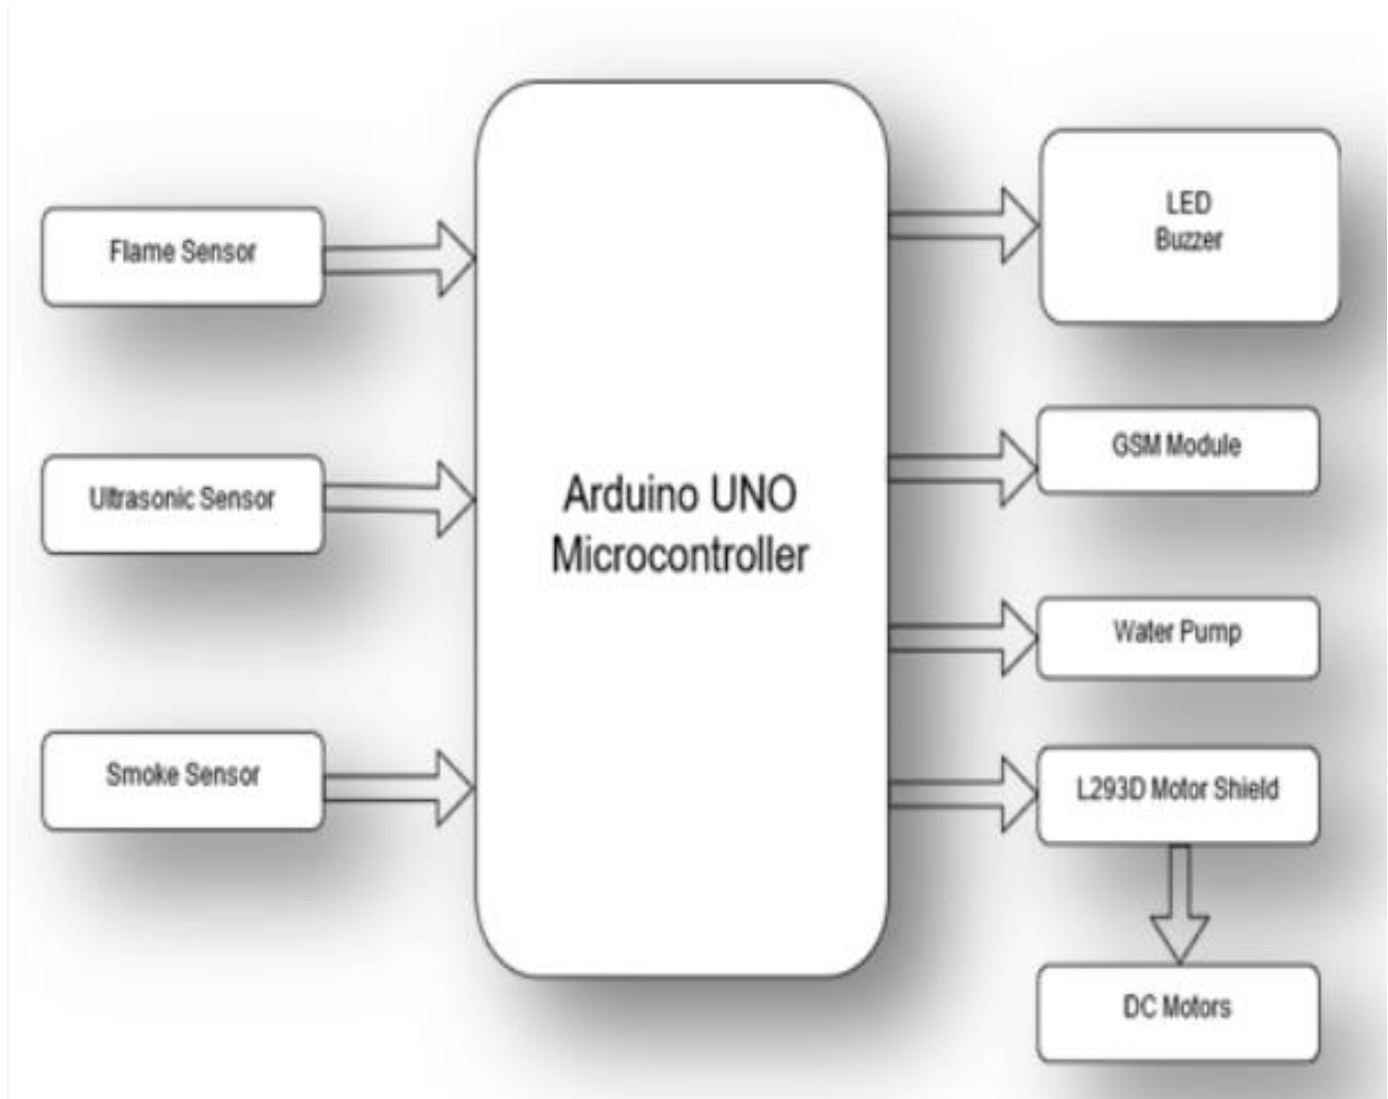 Flame Sensor
Ultrasonic Sensor
Smoke Sensor
Arduino UNO
Microcontroller
LED
Buzzer
GSM Module
Water Pump
L293D Motor Shield
DC Motors